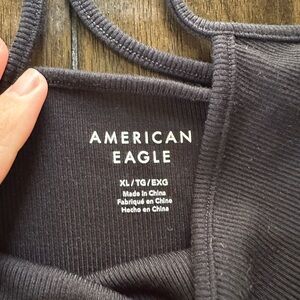 AMERICAN
EAGLE
XL/TG/EXG
Made in China
Fabriqué en Chine
Hecho en China